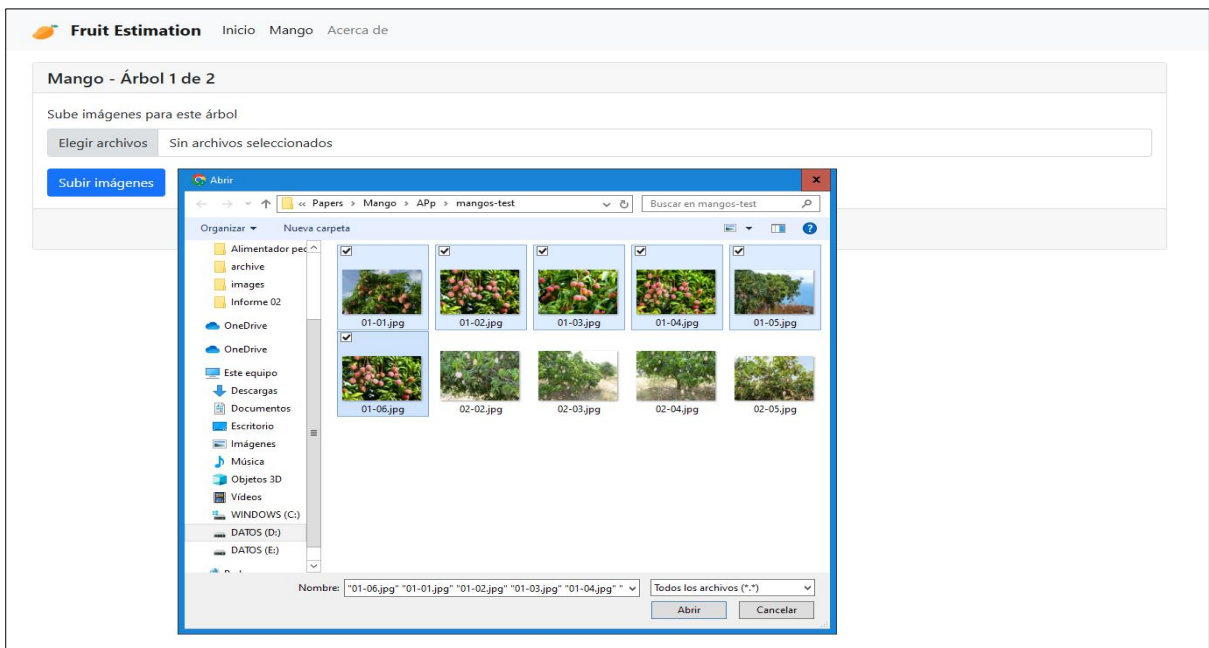 Fruit Estimation Inicio Mango Acerca de
Mango - Árbol 1 de 2
Sube imágenes para este árbol
Elegir archivos Sin archivos seleccionados
Subir imágenes
Abrir
« Papers › Mango › APp › mangos-test
Buscar en mangos-test
Organizar Nueva carpeta
Alimentador pec
archive
images
Informe 02
OneDrive
OneDrive
Este equipo
Descargas
Documentos
Escritorio
Imágenes
Música
Objetos 3D
Vídeos
WINDOWS (C:)
DATOS (D:)
DATOS (E:)
01-01.jpg 01-02.jpg 01-03.jpg 01-04.jpg 01-05.jpg
01-06.jpg 02-02.jpg 02-03.jpg 02-04.jpg 02-05.jpg
Nombre: "01-06.jpg" "01-01.jpg" "01-02.jpg" "01-03.jpg" "01-04.jpg" "
Todos los archivos (*.*)
Abrir Cancelar